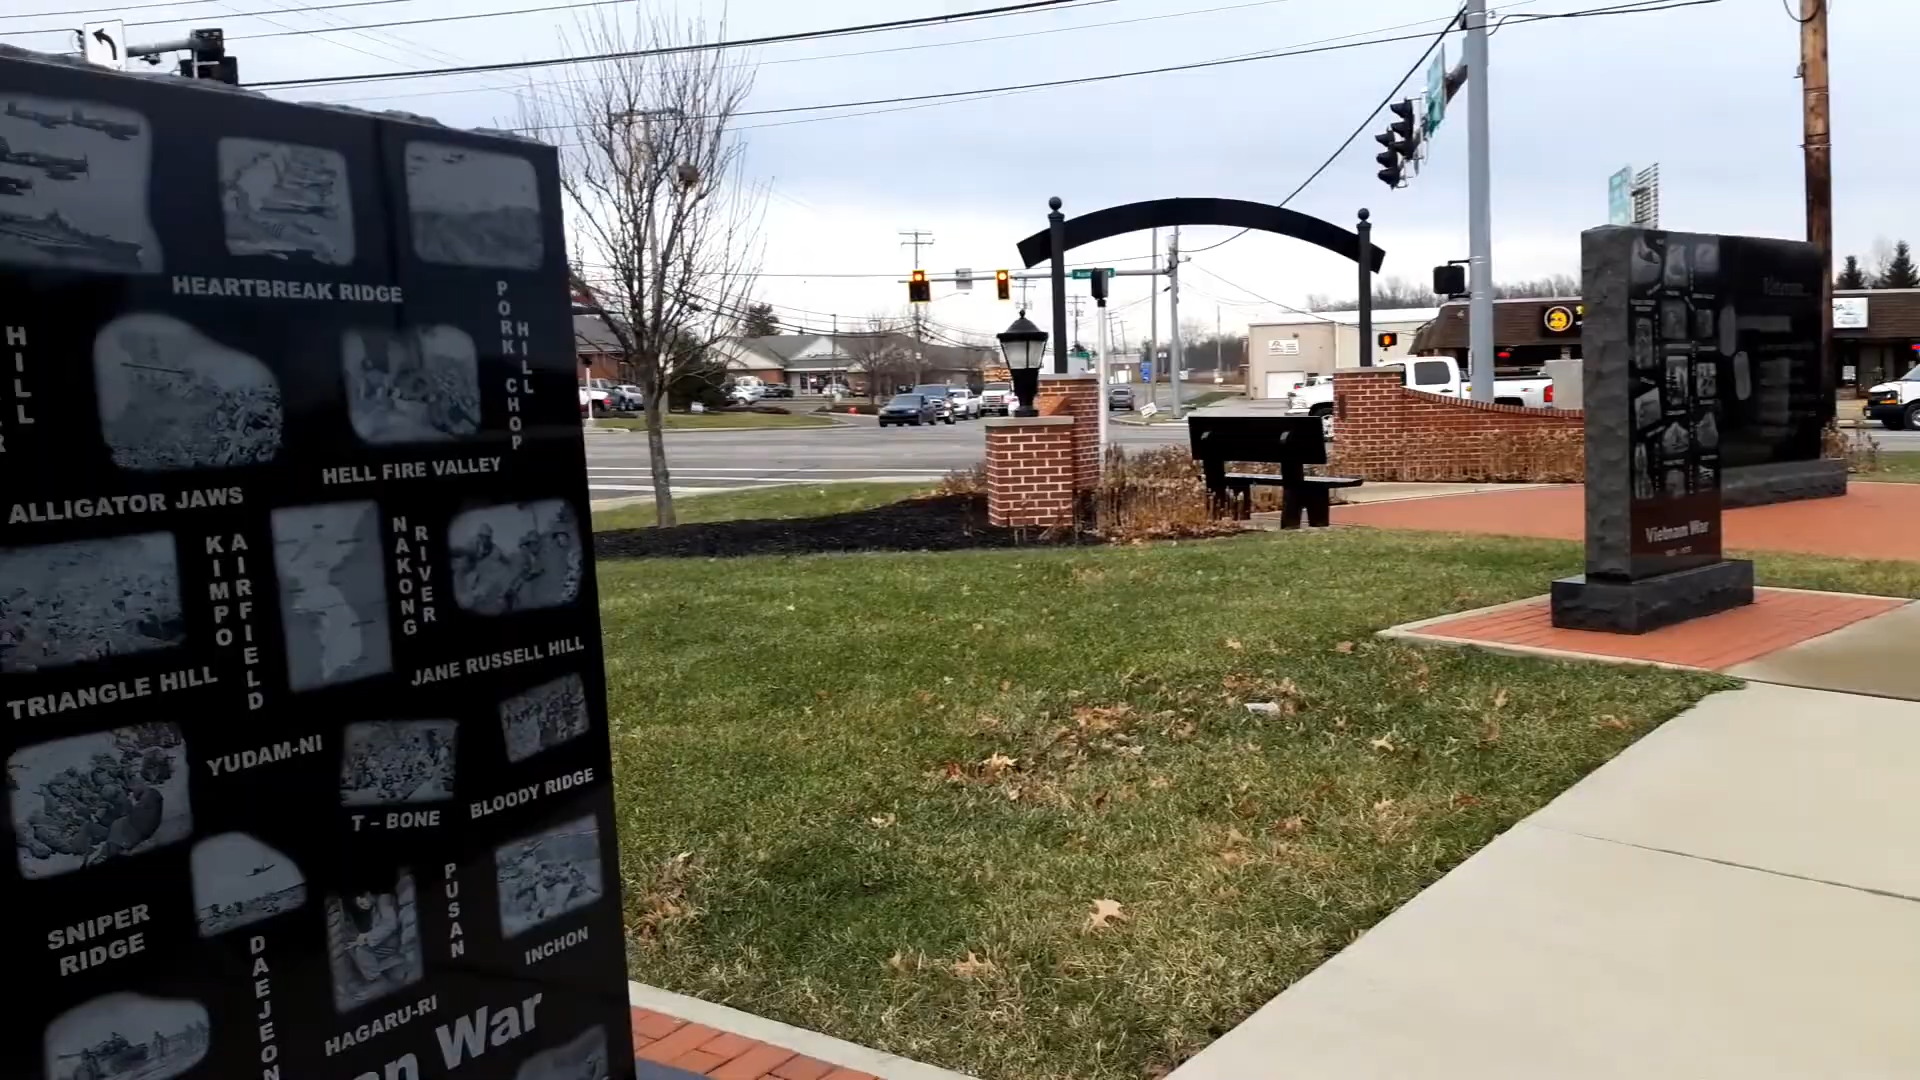 HEARTBREAK RIDGE
PORK CHOP
HILL
HILL
ALLIGATOR JAWS
HELL FIRE VALLEY
KIMPO
AIRFIELD
NAKONG
RIVER
TRIANGLE HILL
JANE RUSSELL HILL
YUDAM-NI
T - BONE
BLOODY RIDGE
SNIPER
RIDGE
DAEJEON
PUSAN
INCHON
HAGARU-RI
War
Vietnam War